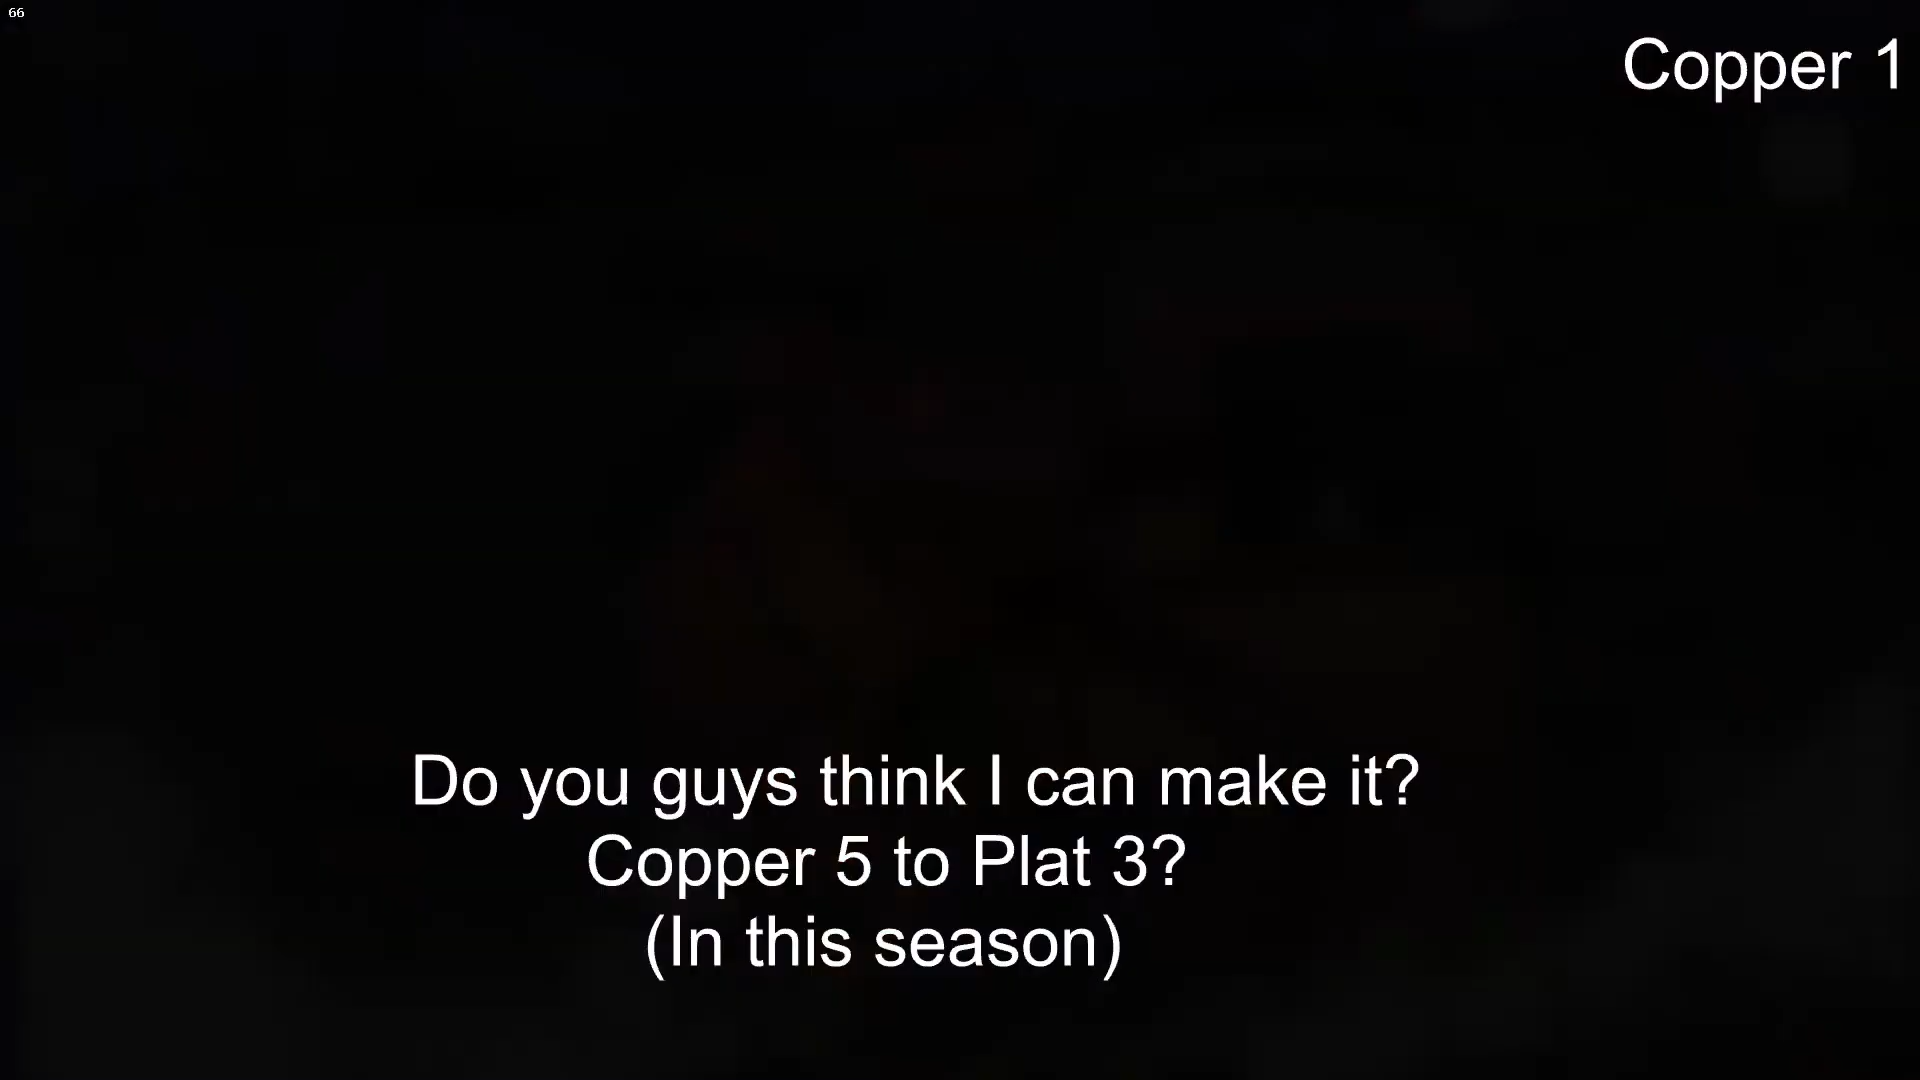 66
Copper 1
Do you guys think I can make it?
Copper 5 to Plat 3?
(In this season)